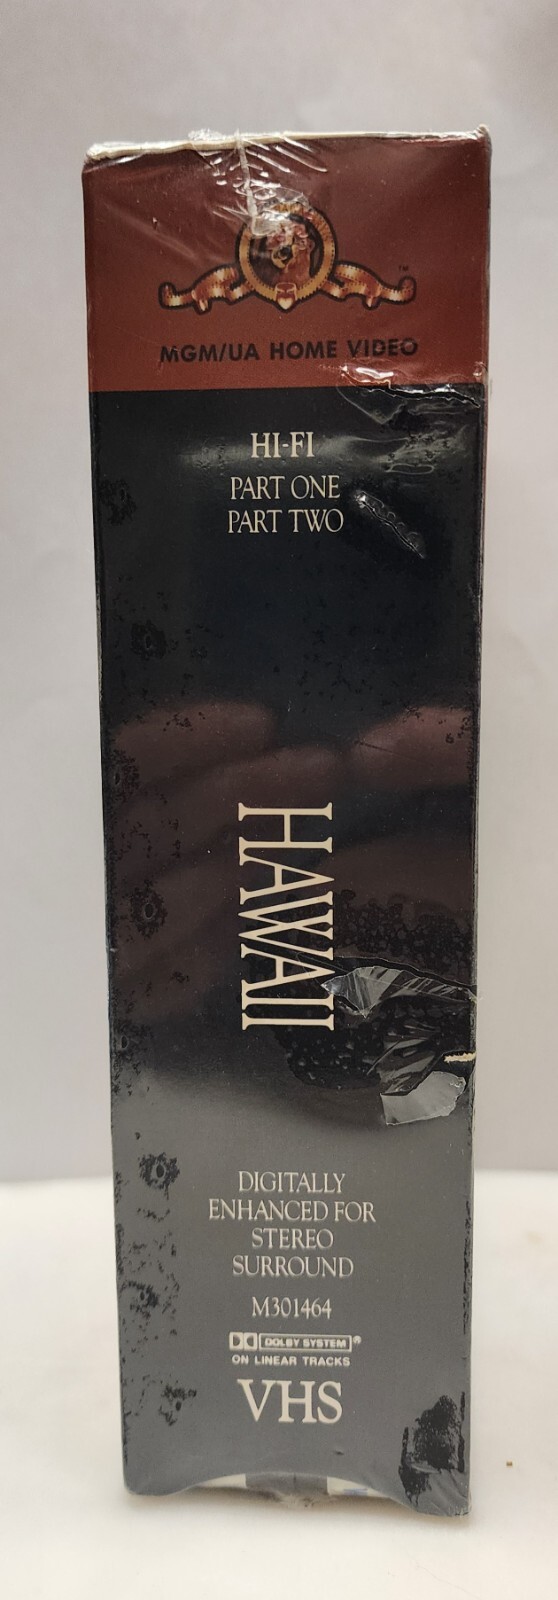 ™
MGM/UA HOME VIDEO
HI-FI
PART ONE
PART TWO
HAWAII
DIGITALLY
ENHANCED FOR
STEREO
SURROUND
M301464
DOLBY SYSTEM®
ON LINEAR TRACKS
VHS